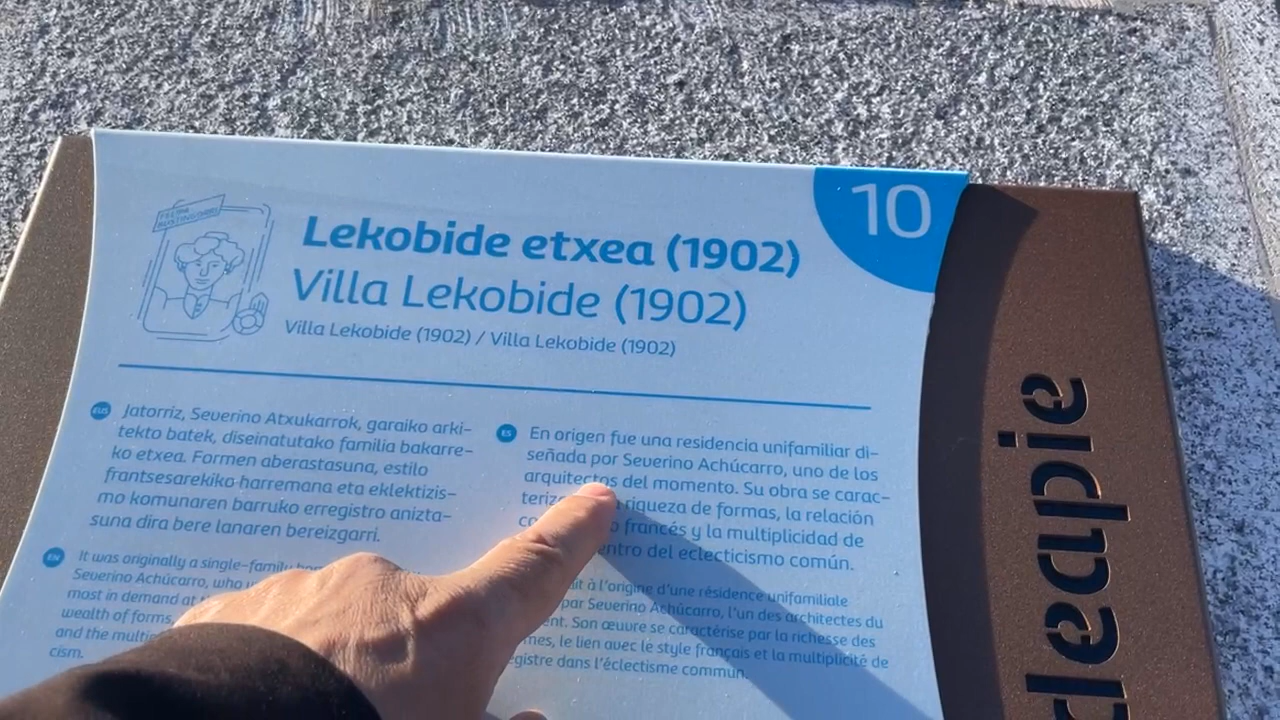 10
Lekobide etxea (1902)
Villa Lekobide (1902)
Villa Lekobide (1902) / Villa Lekobide (1902)
EUS
Jatorriz, Severino Atxukarrok, garaiko arki-
tekto batek, diseinatutako familia bakarre-
ko etxea. Formen aberastasuna, estilo
frantsesarekiko harremana eta eklektizis-
mo komunaren barruko erregistro anizta-
suna dira bere lanaren bereizgarri.
ES
En origen fue una residencia unifamiliar di-
señada por Severino Achúcarro, uno de los
arquitectos del momento. Su obra se carac-
riqueza de formas, la relación
francés y la multiplicidad de
del eclecticismo común.
EN
It was originally a single-family
Severino Achúcarro, who
most in demand at
wealth of forms,
and the
cism.
à l'origine d'une résidence unifamiliale
par Severino Achúcarro, l'un des architectes du
Son œuvre se caractérise par la richesse des
le lien avec le style français et la multiplicité de
dans l'éclectisme commun.